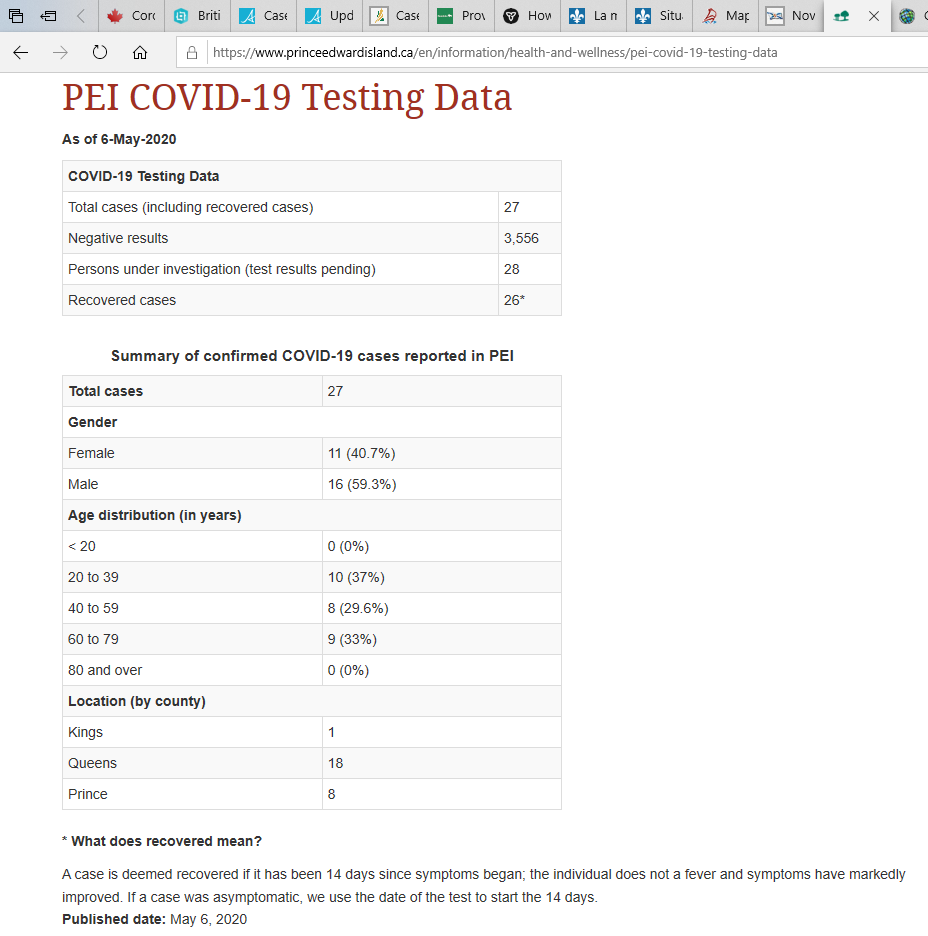 Corc
Briti
Case
Upd
Case
Prov
How
La n
Situ
Map
Nov
https://www.princeedwardisland.ca/en/information/health-and-wellness/pei-covid-19-testing-data
PEI COVID-19 Testing Data
As of 6-May-2020
COVID-19 Testing Data
Total cases (including recovered cases) 27
Negative results 3,556
Persons under investigation (test results pending) 28
Recovered cases 26*
Summary of confirmed COVID-19 cases reported in PEI
Total cases 27
Gender
Female 11 (40.7%)
Male 16 (59.3%)
Age distribution (in years)
< 20 0 (0%)
20 to 39 10 (37%)
40 to 59 8 (29.6%)
60 to 79 9 (33%)
80 and over 0 (0%)
Location (by county)
Kings 1
Queens 18
Prince 8
* What does recovered mean?
A case is deemed recovered if it has been 14 days since symptoms began; the individual does not a fever and symptoms have markedly
improved. If a case was asymptomatic, we use the date of the test to start the 14 days.
Published date: May 6, 2020